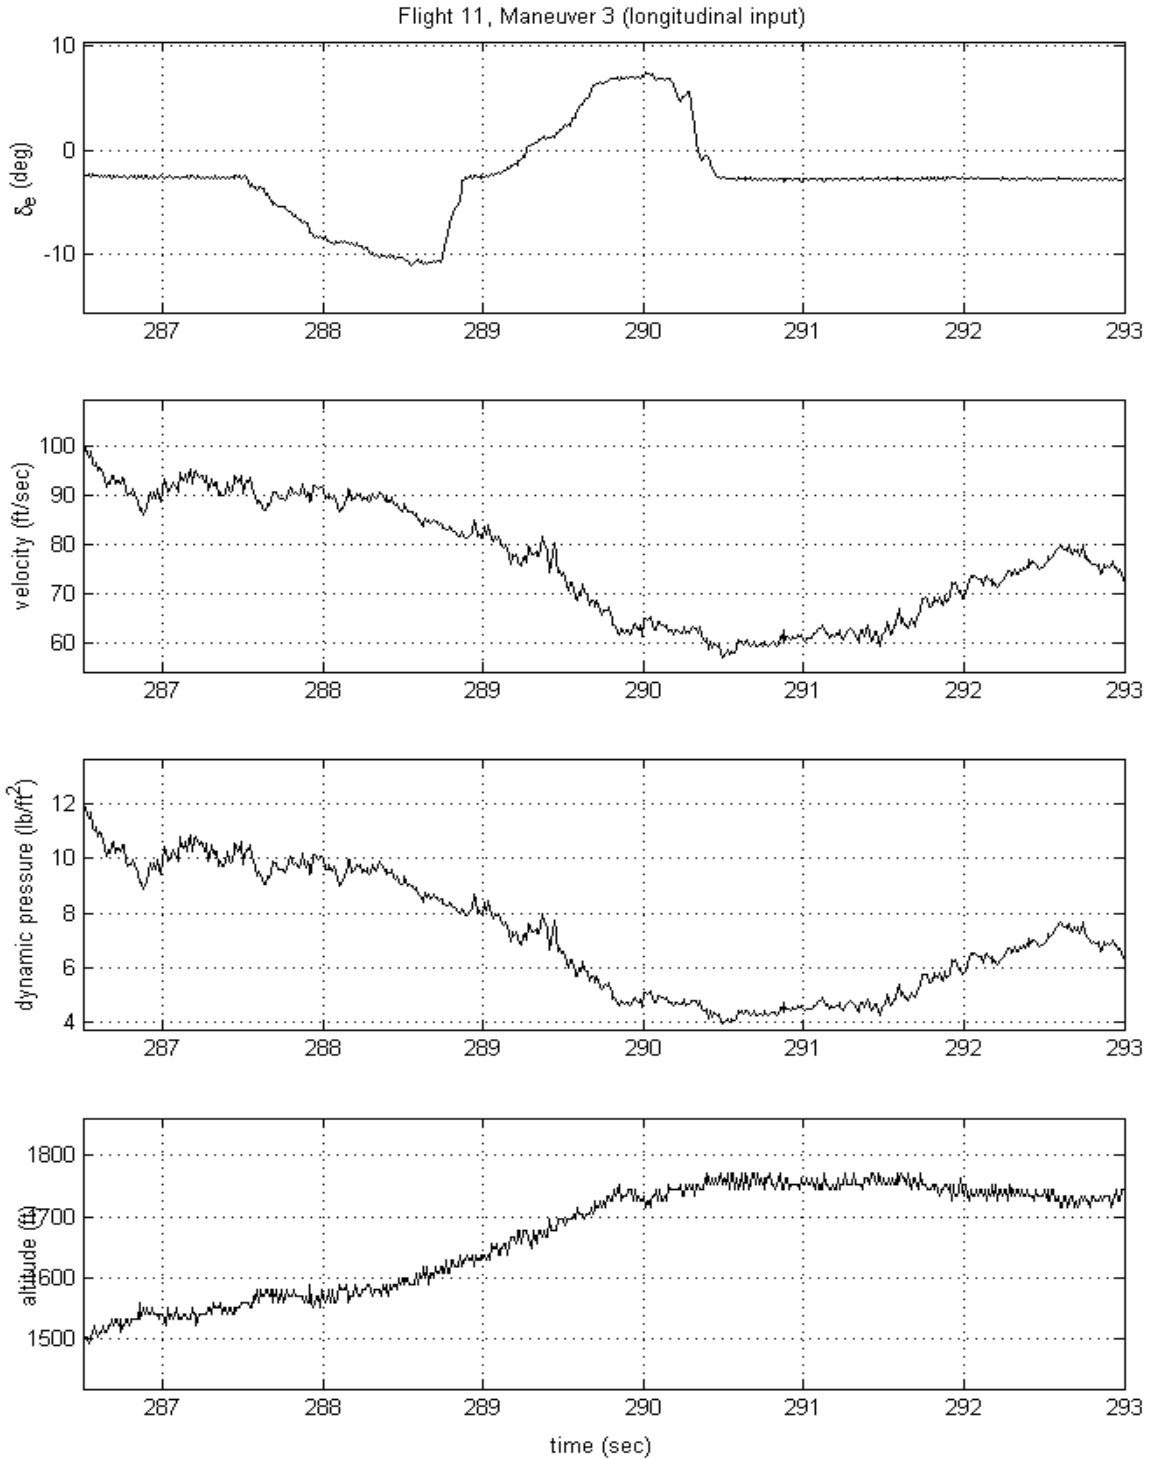 Flight 11, Maneuver 3 (longitudinal input)
δe (deg)
10
0
-10
287 288 289 290 291 292 293
velocity (ft/sec)
100
90
80
70
60
287 288 289 290 291 292 293
dynamic pressure (lb/ft²)
12
10
8
6
4
287 288 289 290 291 292 293
altitude (ft)
1800
1700
1600
1500
287 288 289 290 291 292 293
time (sec)